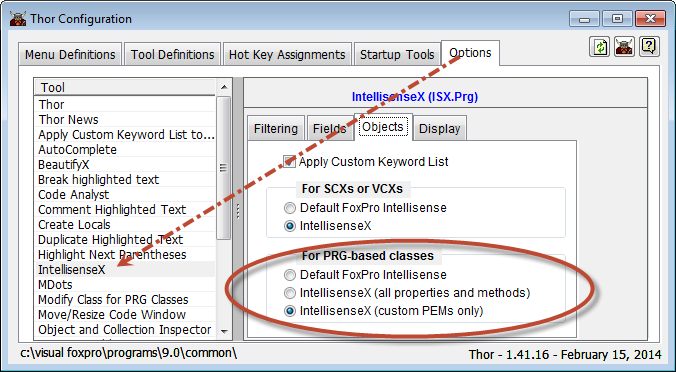 Thor Configuration
Menu Definitions Tool Definitions Hot Key Assignments Startup Tools Options
Tool
Thor
Thor News
Apply Custom Keyword List to...
AutoComplete
BeautifyX
Break highlighted text
Code Analyst
Comment Highlighted Text
Create Locals
Duplicate Highlighted Text
Highlight Next Parentheses
IntellisenseX
MDots
Modify Class for PRG Classes
Move/Resize Code Window
Object and Collection Inspector
IntellisenseX (ISX.Prg)
Filtering Fields Objects Display
Apply Custom Keyword List
For SCXs or VCXs
Default FoxPro Intellisense
IntellisenseX
For PRG-based classes
Default FoxPro Intellisense
IntellisenseX (all properties and methods)
IntellisenseX (custom PEMs only)
c:\visual foxpro\programs\9.0\common\
Thor - 1.41.16 - February 15, 2014